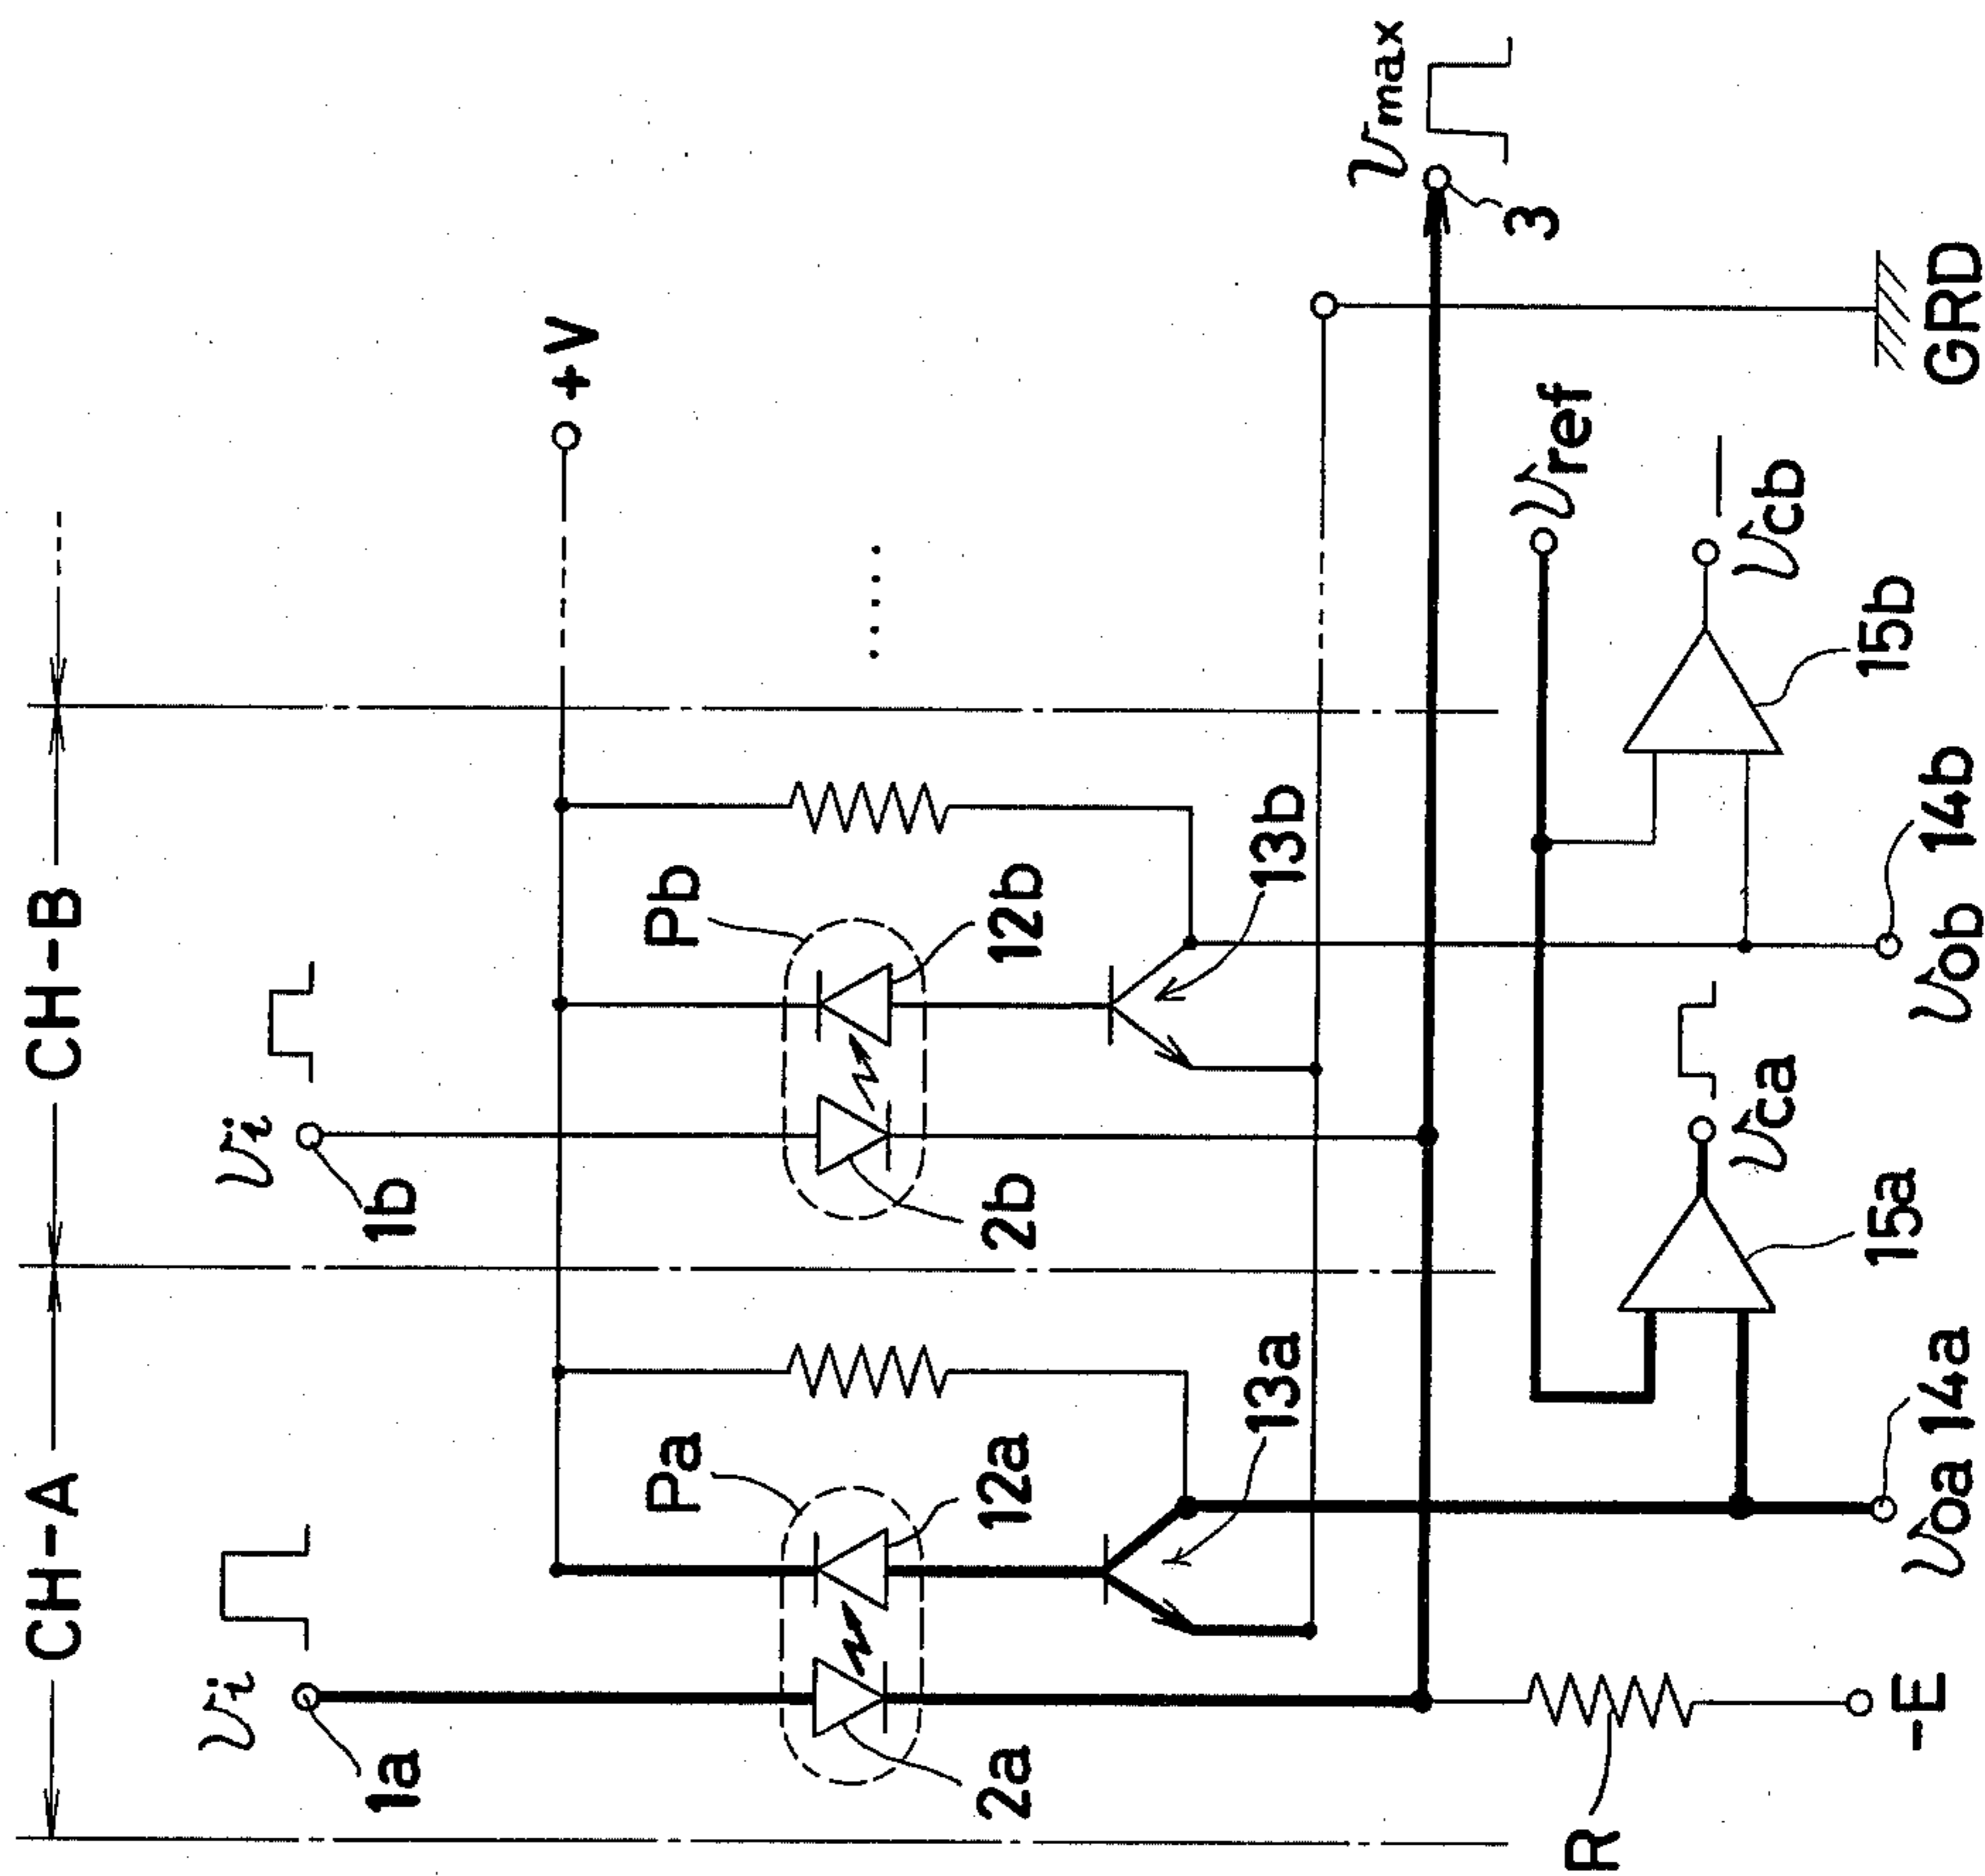 CH-A
CH-B
Vi
1a
Vi
1b
+V
Pa
Pb
2a
12a
2b
12b
13a
13b
Vmax
3
Vref
R
-E
Voa
14a
15a
Vca
Vob
14b
15b
Vcb
GRD